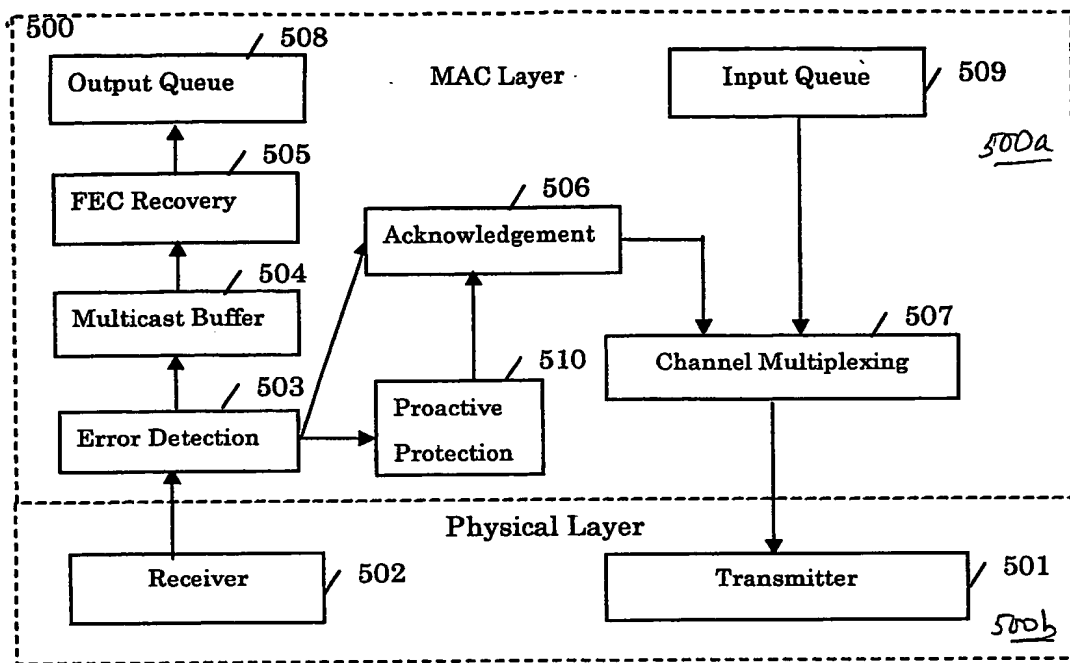 500
508
Output Queue
MAC Layer
Input Queue
509
500a
505
FEC Recovery
506
Acknowledgement
504
Multicast Buffer
507
Channel Multiplexing
510
Proactive
Protection
503
Error Detection
Physical Layer
Receiver
502
Transmitter
501
500b